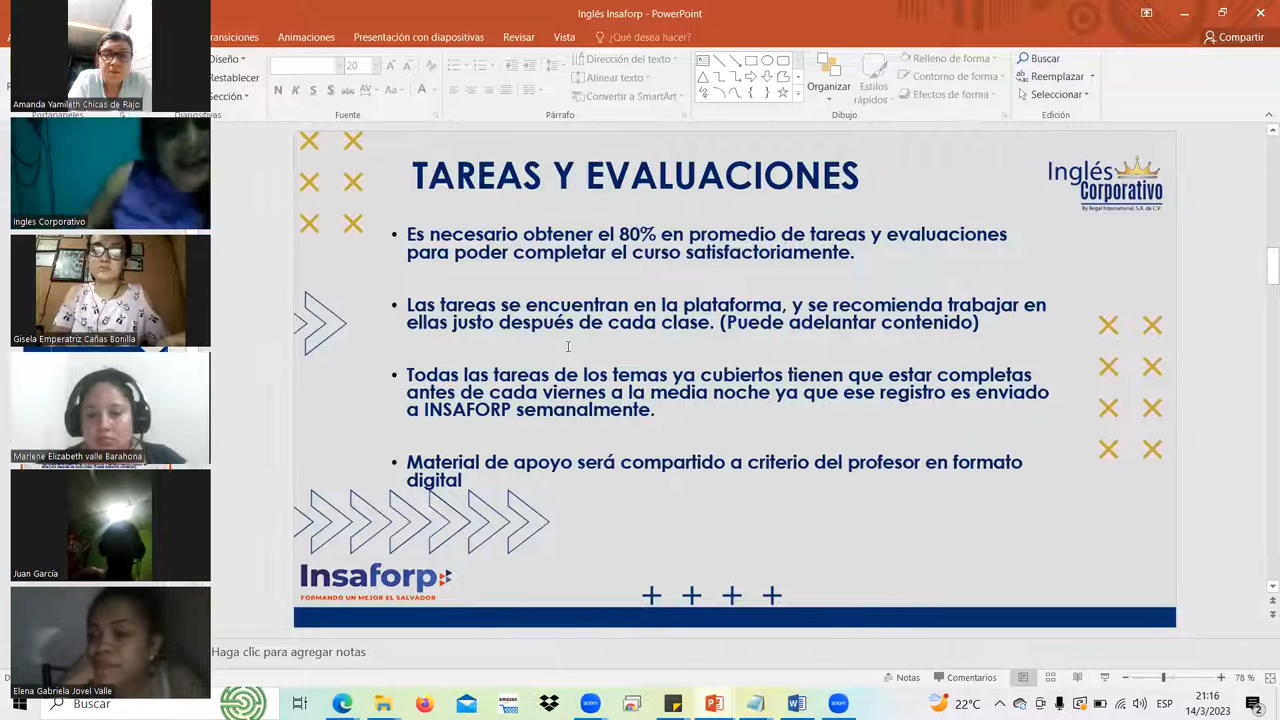 Inglés Insaforp - PowerPoint
ransiciones
Animaciones
Presentación con diapositivas
Revisar
Vista
¿Qué desea hacer?
Compartir
Diseño
Restablecer
Sección
20
Dirección del texto
Alinear texto
Convertir a SmartArt
Organizar
Estilos
rápidos
Relleno de forma
Contorno de forma
Efectos de forma
Buscar
Reemplazar
Seleccionar
Portapapeles
Diapositivas
Fuente
Párrafo
Dibujo
Edición
Amanda Yamileth Chicas de Rajo
Ingles Corporativo
Gisela Emperatriz Cañas Bonilla
Marlene Elizabeth valle Barahona
Juan García
Elena Gabriela Jovel Valle
TAREAS Y EVALUACIONES
Inglés
Corporativo
By Regal International, S.A. de C.V.
• Es necesario obtener el 80% en promedio de tareas y evaluaciones
para poder completar el curso satisfactoriamente.
• Las tareas se encuentran en la plataforma, y se recomienda trabajar en
ellas justo después de cada clase. (Puede adelantar contenido)
• Todas las tareas de los temas ya cubiertos tienen que estar completas
antes de cada viernes a la media noche ya que ese registro es enviado
a INSAFORP semanalmente.
• Material de apoyo será compartido a criterio del profesor en formato
digital
Insaforp
FORMANDO UN MEJOR EL SALVADOR
Haga clic para agregar notas
Notas
Comentarios
78 %
Buscar
22°C
ESP
21:16
14/3/2023
2